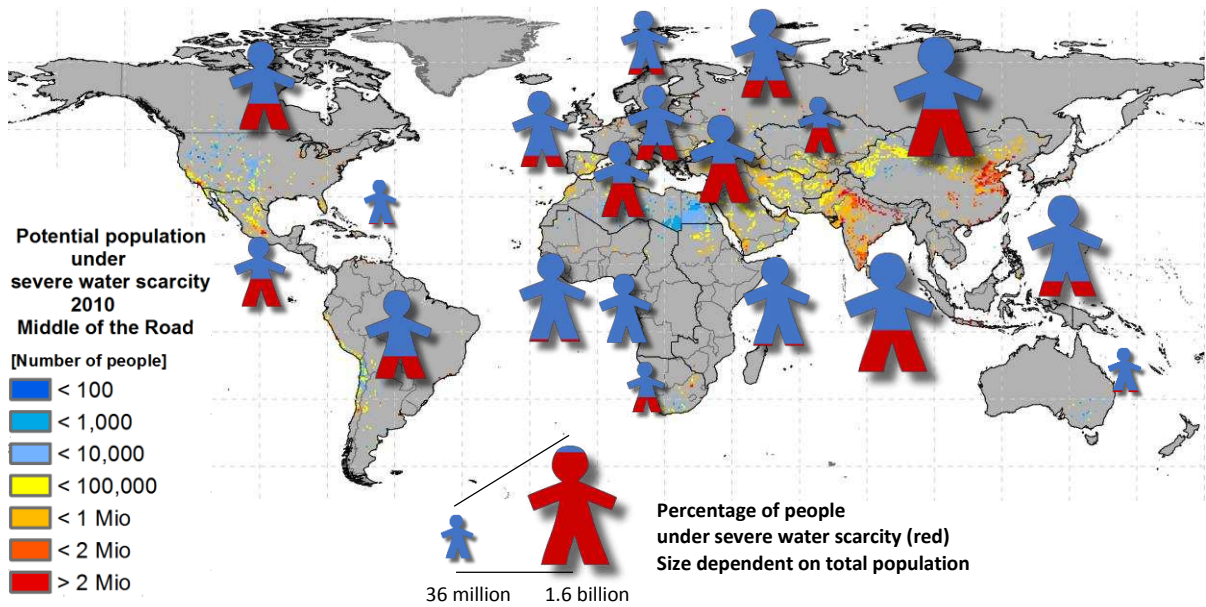 Potential population
under
severe water scarcity
2010
Middle of the Road
[Number of people]
< 100
< 1,000
< 10,000
< 100,000
< 1 Mio
< 2 Mio
> 2 Mio
Percentage of people
under severe water scarcity (red)
Size dependent on total population
36 million
1.6 billion